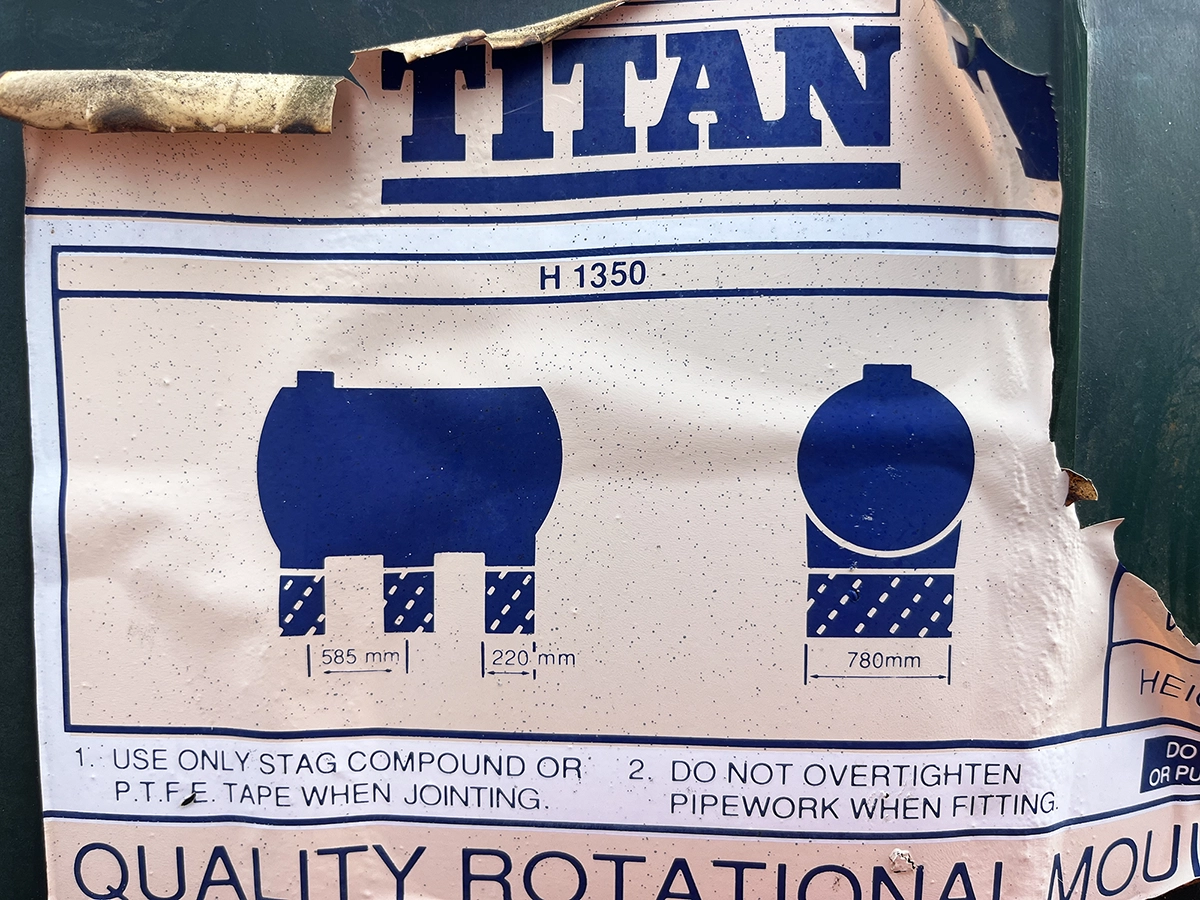 TITAN
H 1350
585 mm
220 mm
780mm
1. USE ONLY STAG COMPOUND OR
P.T.F.E. TAPE WHEN JOINTING.
2. DO NOT OVERTIGHTEN
PIPEWORK WHEN FITTING.
DO
QUALITY ROTATIONAL